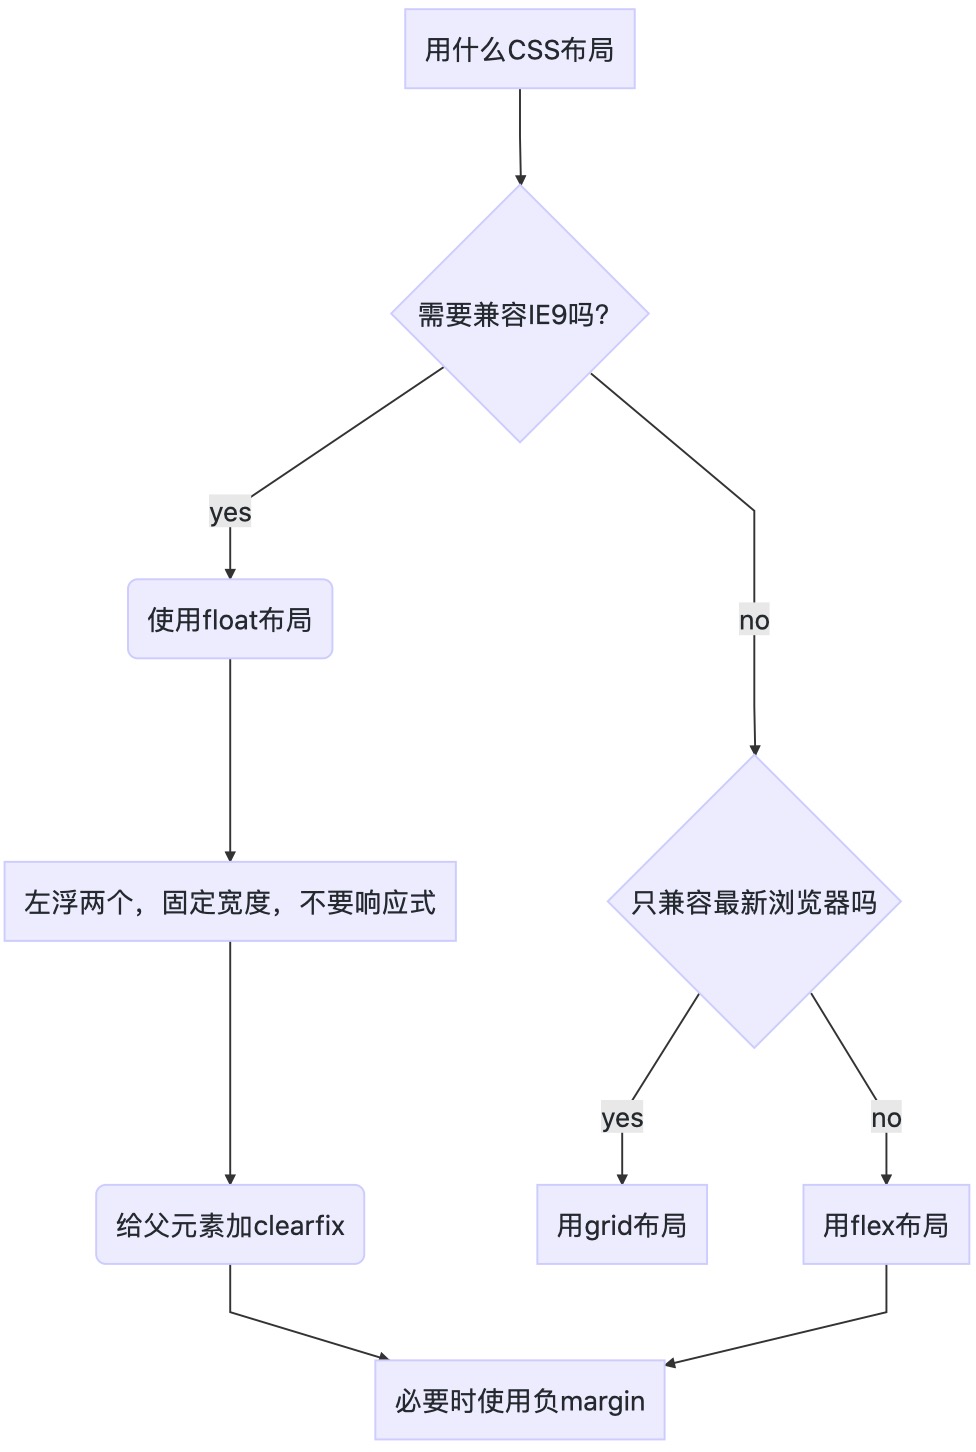 用什么CSS布局
需要兼容IE9吗?
yes
使用float布局
no
左浮两个，固定宽度，不要响应式
只兼容最新浏览器吗
yes
no
给父元素加clearfix
用grid布局
用flex布局
必要时使用负margin